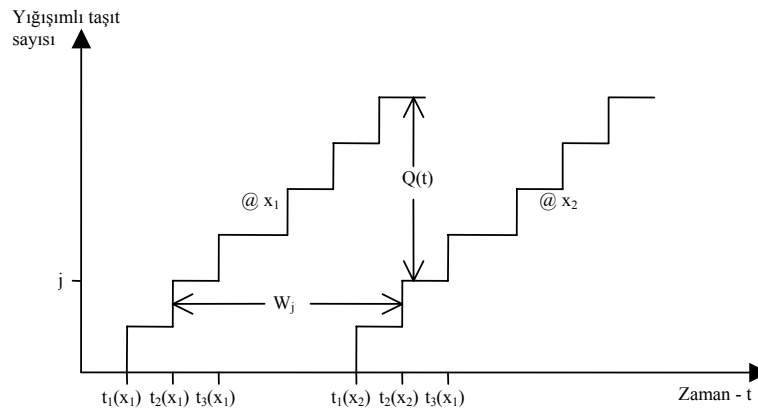 Yığışımlı taşıt
sayısı
Q(t)
@ x1
@ x2
j
Wj
t1(x1) t2(x1) t3(x1) t1(x2) t2(x2) t3(x1)
Zaman - t